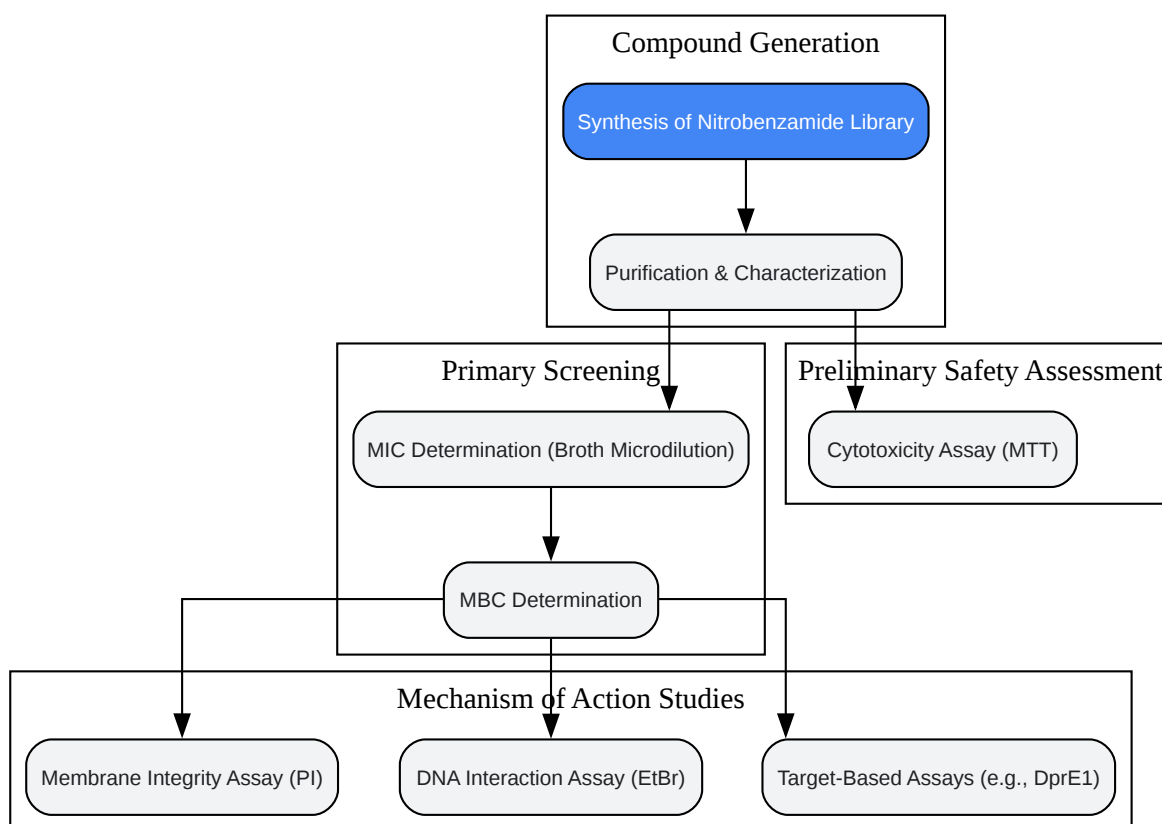 Compound Generation
Synthesis of Nitrobenzamide Library
Purification & Characterization
Primary Screening
Preliminary Safety Assessment
MIC Determination (Broth Microdilution)
Cytotoxicity Assay (MTT)
MBC Determination
Mechanism of Action Studies
Membrane Integrity Assay (PI)
DNA Interaction Assay (EtBr)
Target-Based Assays (e.g., DprE1)